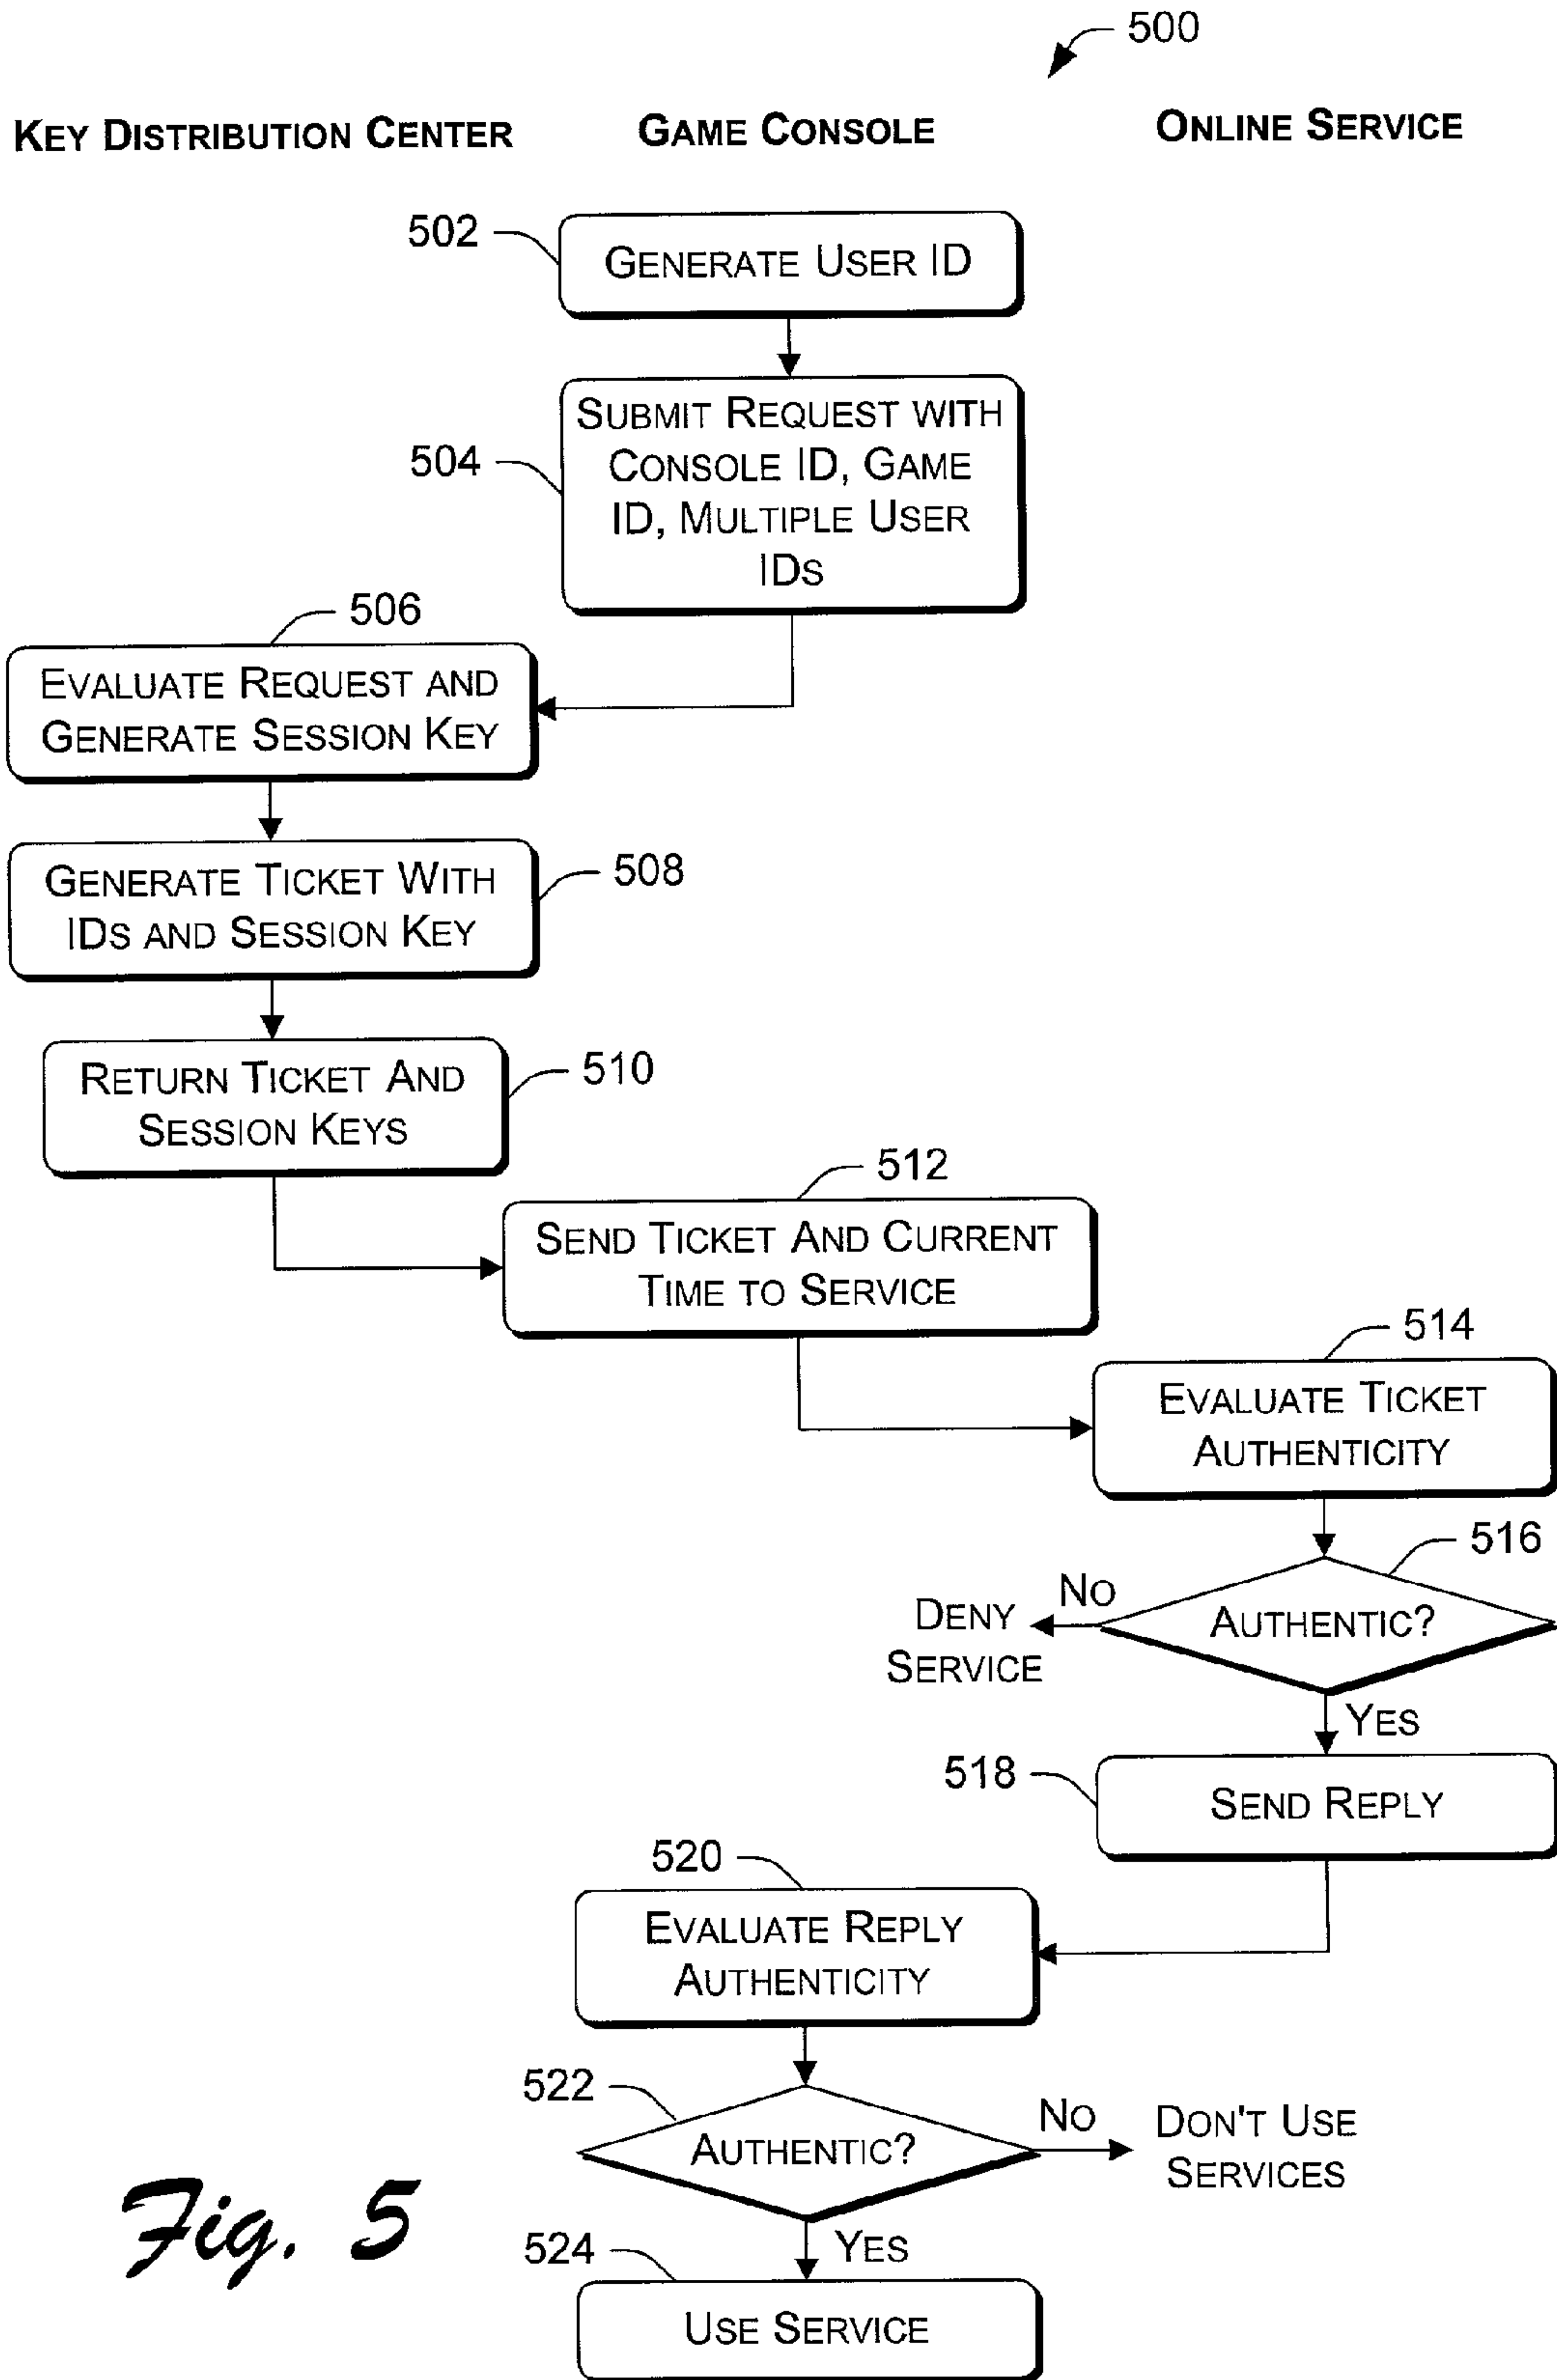 500
KEY DISTRIBUTION CENTER
GAME CONSOLE
ONLINE SERVICE
502
GENERATE USER ID
504
SUBMIT REQUEST WITH
CONSOLE ID, GAME
ID, MULTIPLE USER
IDS
506
EVALUATE REQUEST AND
GENERATE SESSION KEY
GENERATE TICKET WITH
IDS AND SESSION KEY
508
RETURN TICKET AND
SESSION KEYS
510
512
SEND TICKET AND CURRENT
TIME TO SERVICE
514
EVALUATE TICKET
AUTHENTICITY
516
AUTHENTIC?
NO
DENY
SERVICE
YES
518
SEND REPLY
520
EVALUATE REPLY
AUTHENTICITY
522
AUTHENTIC?
NO
DON'T USE
SERVICES
YES
524
USE SERVICE
Fig. 5